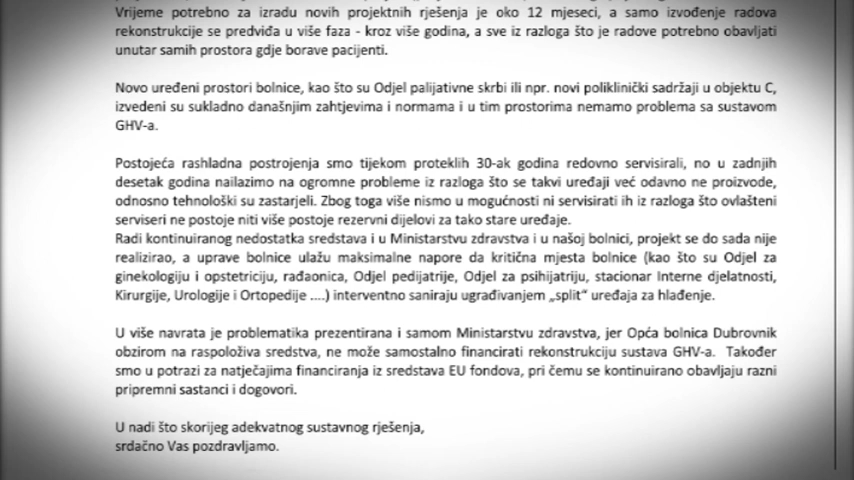 Vrijeme potrebno za izradu novih projektnih rješenja je oko 12 mjeseci, a samo izvođenje radova
rekonstrukcije se predviđa u više faza - kroz više godina, a sve iz razloga što je radove potrebno obavljati
unutar samih prostora gdje borave pacijenti.
Novo uređeni prostori bolnice, kao što su Odjel palijativne skrbi ili npr. novi poliklinički sadržaji u objektu C,
izvedeni su sukladno današnjim zahtjevima i normama i u tim prostorima nemamo problema sa sustavom
GHV-a.
Postojeća rashladna postrojenja smo tijekom proteklih 30-ak godina redovno servisirali, no u zadnjih
desetak godina nailazimo na ogromne probleme iz razloga što se takvi uređaji već odavno ne proizvode,
odnosno tehnološki su zastarjeli. Zbog toga više nismo u mogućnosti ni servisirati ih iz razloga što ovlašteni
serviseri ne postoje niti više postoje rezervni dijelovi za tako stare uređaje.
Radi kontinuiranog nedostatka sredstava i u Ministarstvu zdravstva i u našoj bolnici, projekt se do sada nije
realizirao, a uprave bolnice ulažu maksimalne napore da kritična mjesta bolnice (kao što su Odjel za
ginekologiju i opstetriciju, rađaonica, Odjel pedijatrije, Odjel za psihijatriju, stacionar Interne djelatnosti,
Kirurgije, Urologije i Ortopedije ....) interventno saniraju ugrađivanjem „split“ uređaja za hlađenje.
U više navrata je problematika prezentirana i samom Ministarstvu zdravstva, jer Opća bolnica Dubrovnik
obzirom na raspoloživa sredstva, ne može samostalno financirati rekonstrukciju sustava GHV-a. Također
smo u potrazi za natječajima financiranja iz sredstava EU fondova, pri čemu se kontinuirano obavljaju razni
pripremni sastanci i dogovori.
U nadi što skorijeg adekvatnog sustavnog rješenja,
srdačno Vas pozdravljamo.